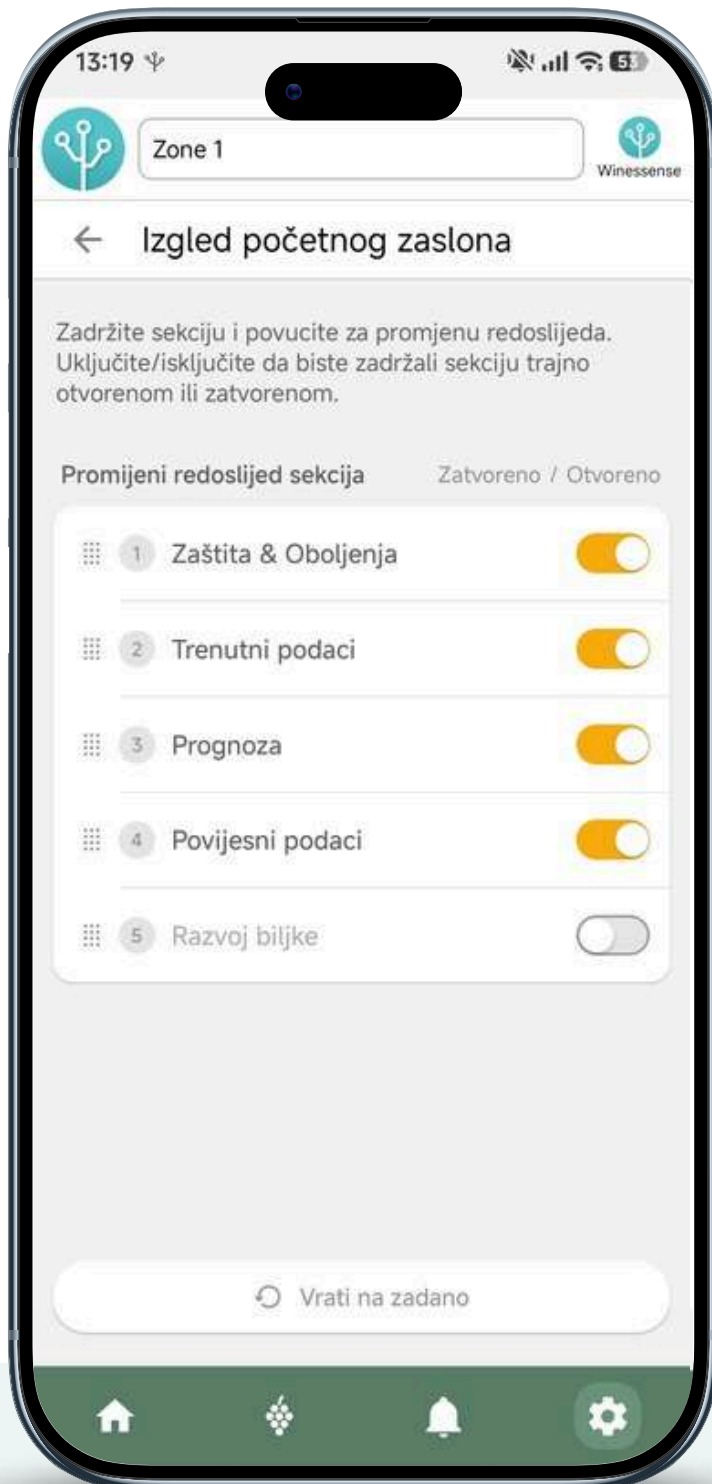 13:19
53
Zone 1
Winessense
Izgled početnog zaslona
Zadržite sekciju i povucite za promjenu redoslijeda.
Uključite/isključite da biste zadržali sekciju trajno
otvorenom ili zatvorenom.
Promijeni redoslijed sekcija Zatvoreno / Otvoreno
1 Zaštita & Oboljenja
2 Trenutni podaci
3 Prognoza
4 Povijesni podaci
5 Razvoj biljke
Vrati na zadano